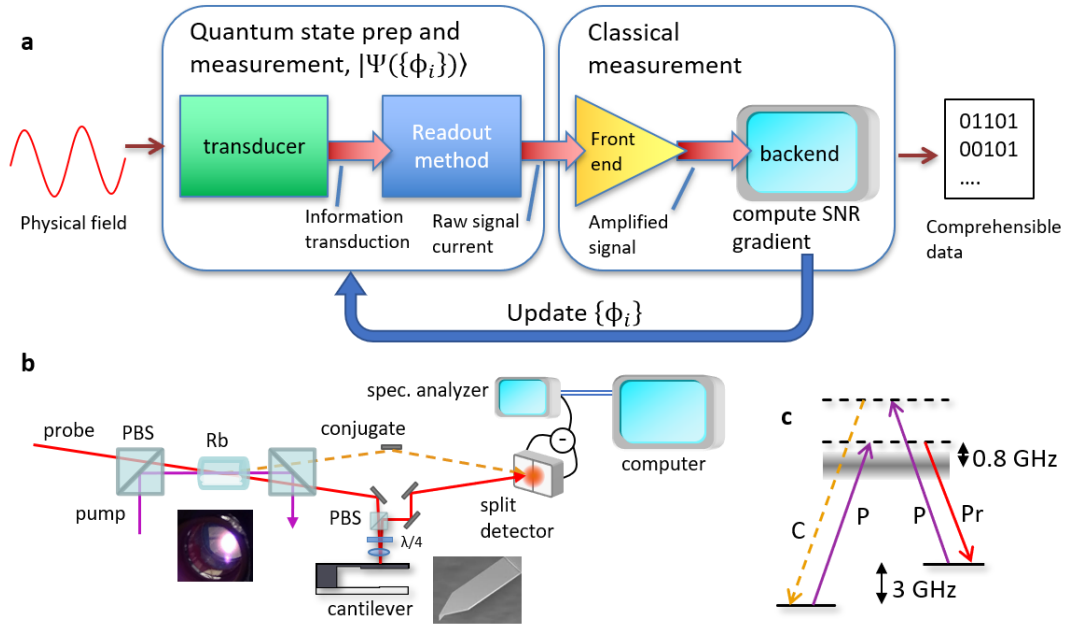 a
Quantum state prep and
measurement, |Ψ({ϕᵢ})⟩
Classical
measurement
transducer
Readout
method
Front
end
backend
01101
00101
....
Physical field
Information
transduction
Raw signal
current
Amplified
signal
compute SNR
gradient
Comprehensible
data
Update {ϕᵢ}
b
probe
PBS
Rb
conjugate
spec. analyzer
-
computer
pump
PBS
λ/4
split
detector
cantilever
c
0.8 GHz
C
P
P
Pr
3 GHz